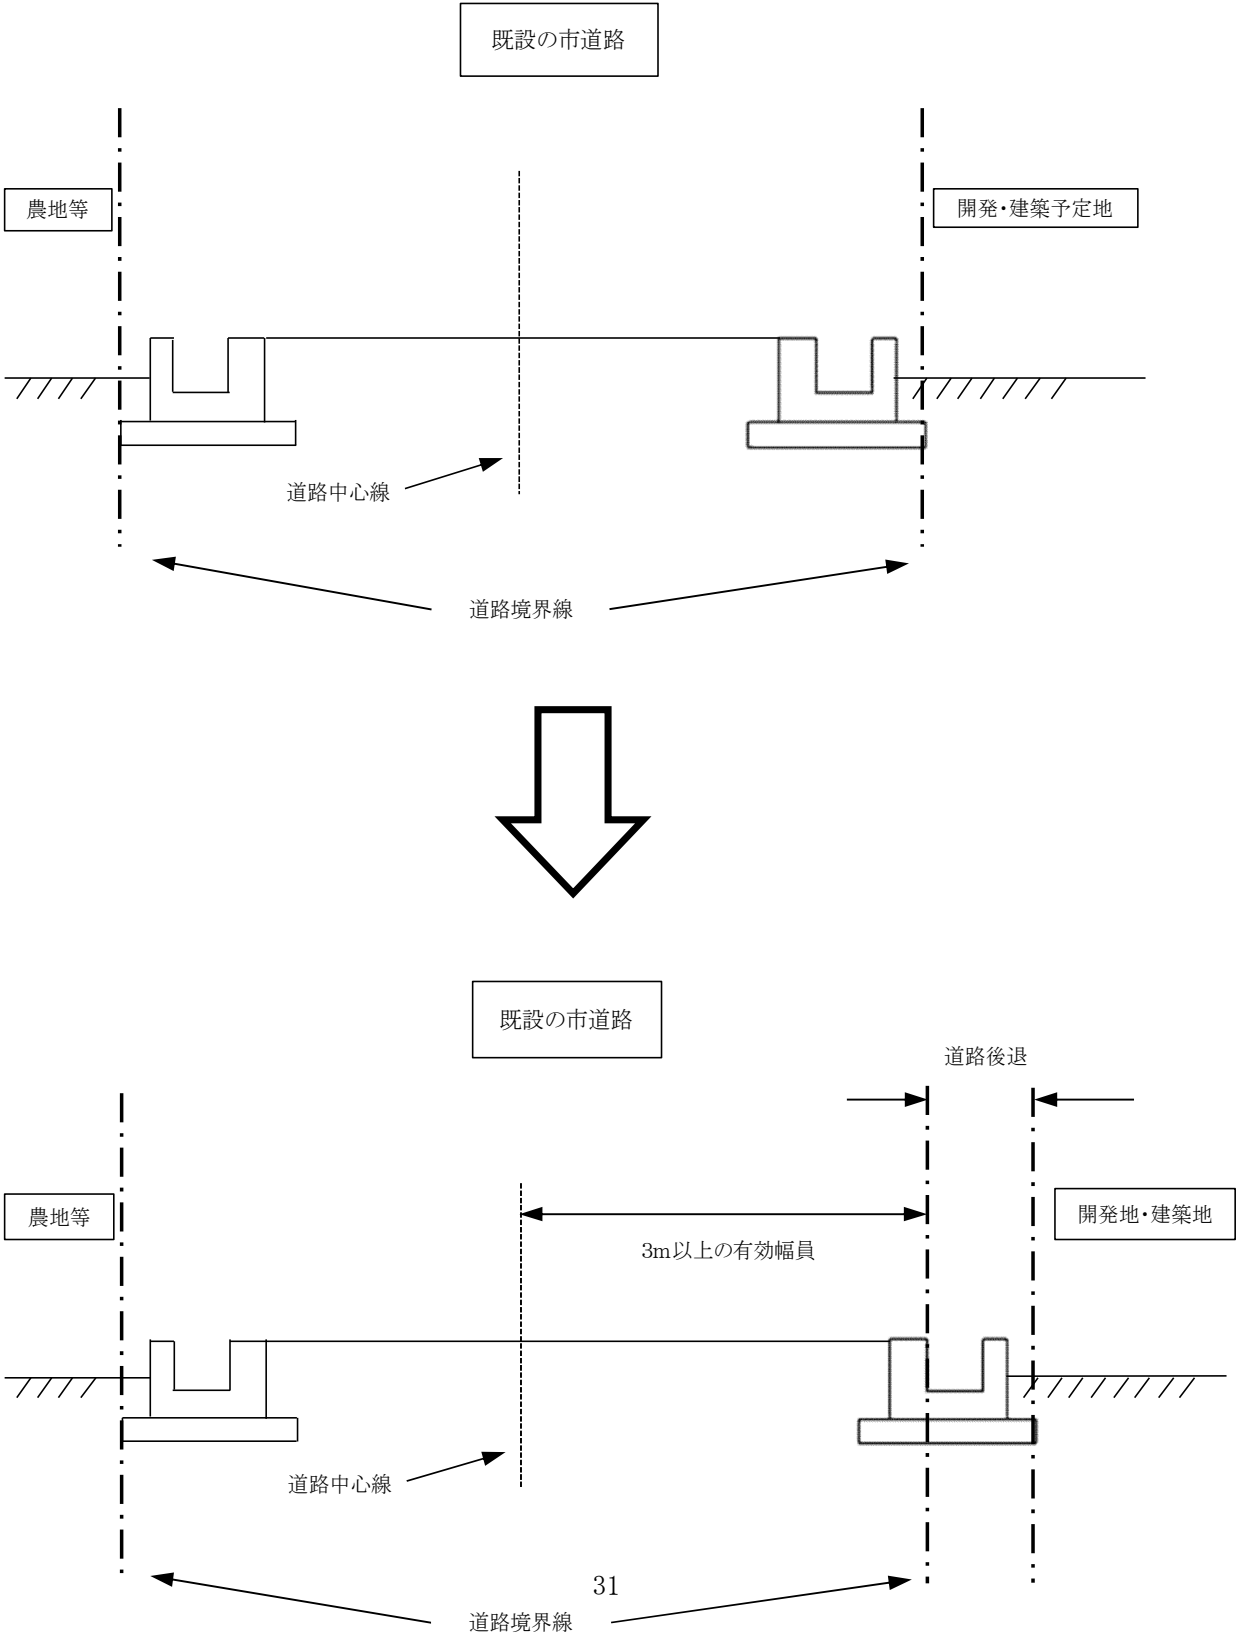 既設の市道路
農地等
開発・建築予定地
道路中心線
道路境界線
既設の市道路
道路後退
農地等
開発地・建築地
3m以上の有効幅員
道路中心線
31
道路境界線